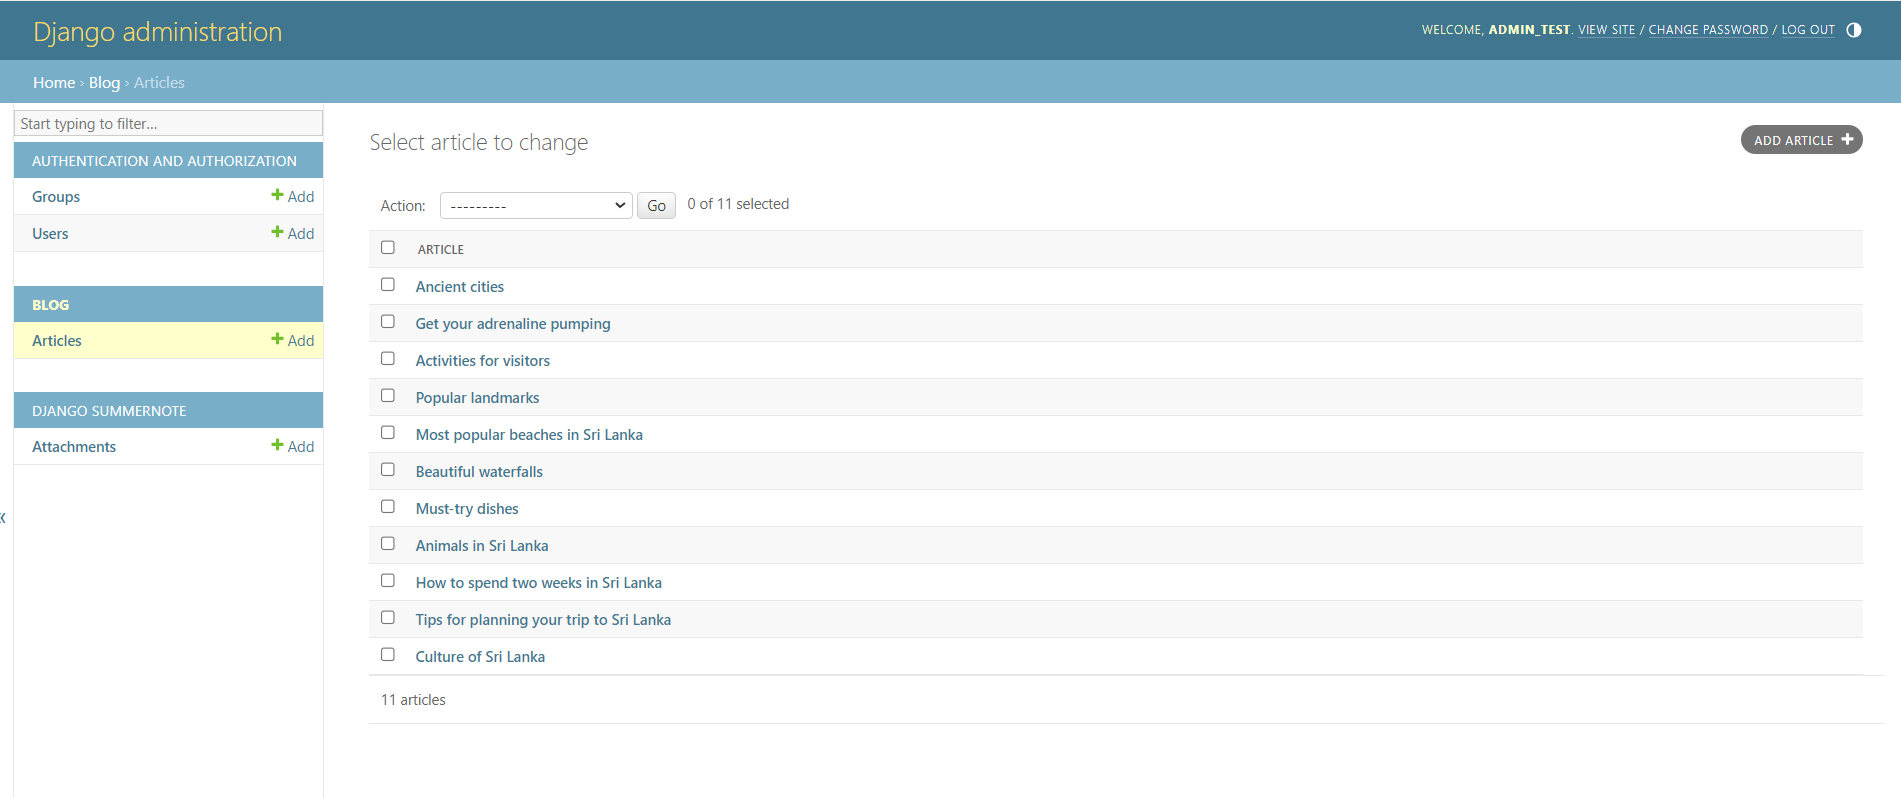 Django administration
WELCOME, ADMIN_TEST. VIEW SITE / CHANGE PASSWORD / LOG OUT
Home › Blog › Articles
Start typing to filter...
AUTHENTICATION AND AUTHORIZATION
Groups + Add
Users + Add
BLOG
Articles + Add
DJANGO SUMMERNOTE
Attachments + Add
«
Select article to change
ADD ARTICLE +
Action: --------- Go 0 of 11 selected
ARTICLE
Ancient cities
Get your adrenaline pumping
Activities for visitors
Popular landmarks
Most popular beaches in Sri Lanka
Beautiful waterfalls
Must-try dishes
Animals in Sri Lanka
How to spend two weeks in Sri Lanka
Tips for planning your trip to Sri Lanka
Culture of Sri Lanka
11 articles